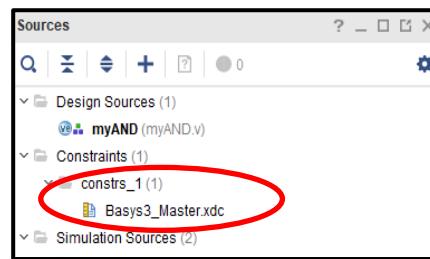 Sources
0
Design Sources (1)
myAND (myAND.v)
Constraints (1)
constrs_1 (1)
Basys3_Master.xdc
Simulation Sources (2)